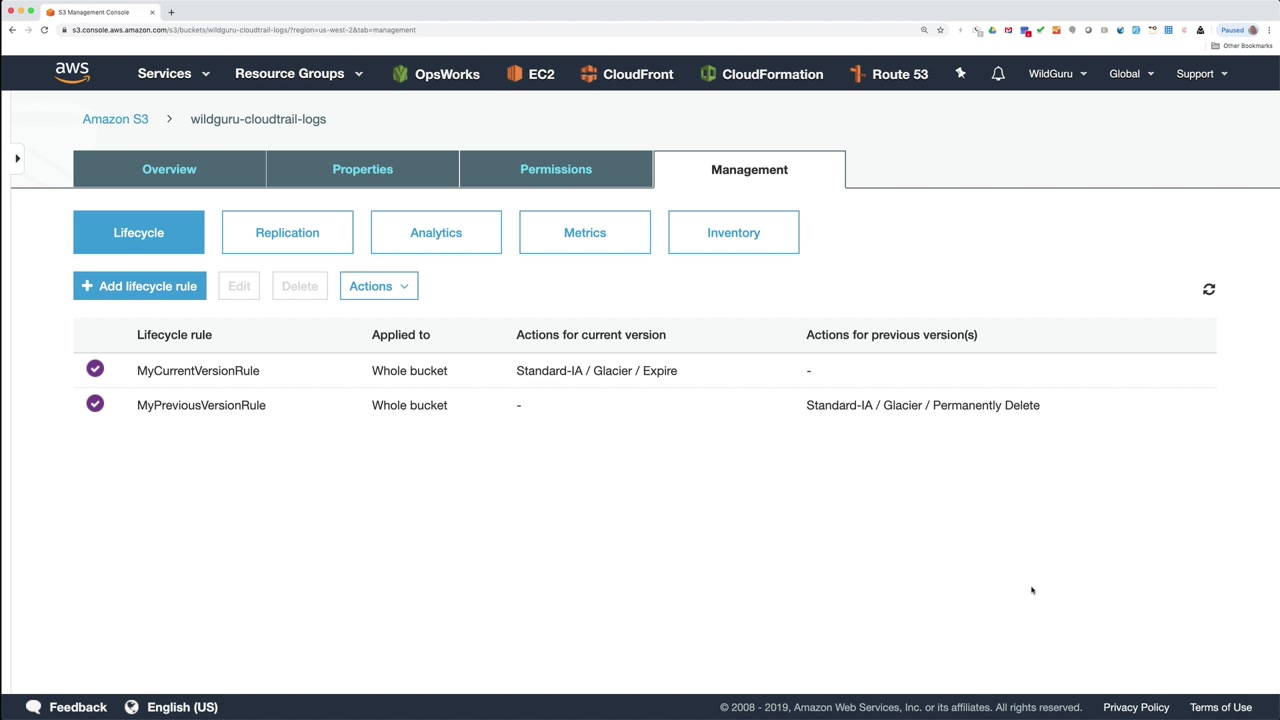 S3 Management Console
s3.console.aws.amazon.com/s3/buckets/wildguru-cloudtrail-logs/?region=us-west-2&tab=management
Paused
Other Bookmarks
aws
Services
Resource Groups
OpsWorks
EC2
CloudFront
CloudFormation
Route 53
WildGuru
Global
Support
Amazon S3
wildguru-cloudtrail-logs
Overview
Properties
Permissions
Management
Lifecycle
Replication
Analytics
Metrics
Inventory
+ Add lifecycle rule
Edit
Delete
Actions
Lifecycle rule Applied to Actions for current version Actions for previous version(s)
MyCurrentVersionRule Whole bucket Standard-IA / Glacier / Expire -
MyPreviousVersionRule Whole bucket - Standard-IA / Glacier / Permanently Delete
Feedback
English (US)
© 2008 - 2019, Amazon Web Services, Inc. or its affiliates. All rights reserved.
Privacy Policy
Terms of Use